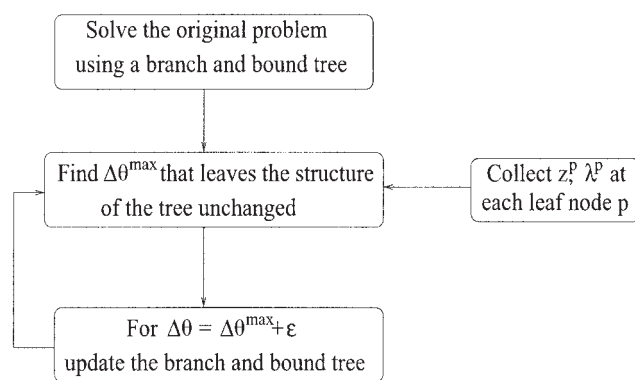 Solve the original problem
using a branch and bound tree
Find Δθ^max that leaves the structure
of the tree unchanged
Collect z^p, λ^p at
each leaf node p
For Δθ = Δθ^max+ε
update the branch and bound tree